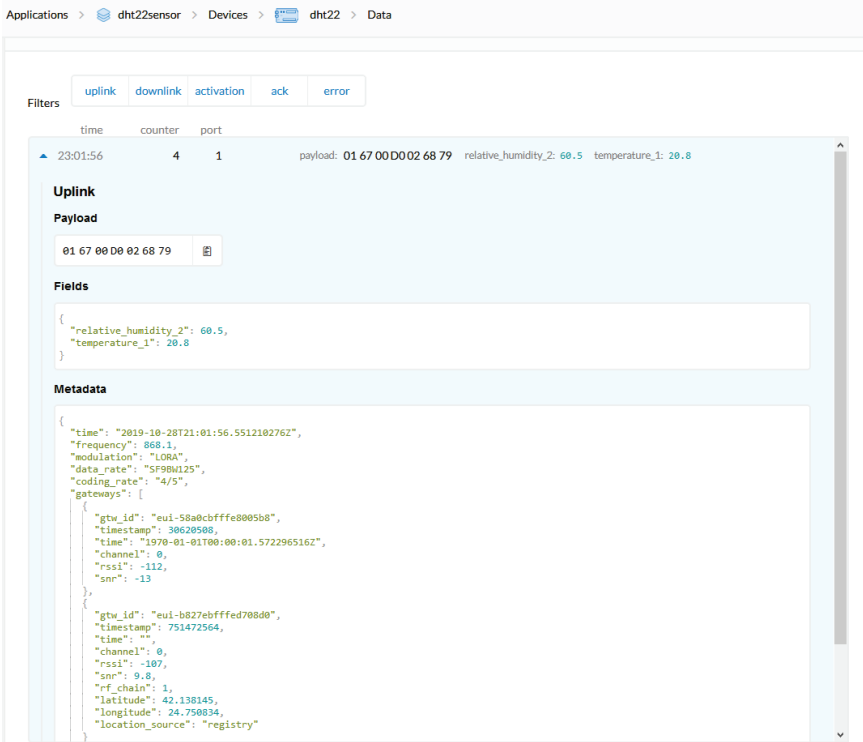 Applications > dht22sensor > Devices > dht22 > Data
Filters uplink downlink activation ack error
time counter port
23:01:56 4 1 payload: 01 67 00 D0 02 68 79 relative_humidity_2: 60.5 temperature_1: 20.8
Uplink
Payload
01 67 00 D0 02 68 79
Fields
{
"relative_humidity_2": 60.5,
"temperature_1": 20.8
}
Metadata
{
"time": "2019-10-28T21:01:56.551210276Z",
"frequency": 868.1,
"modulation": "LORA",
"data_rate": "SF9BW125",
"coding_rate": "4/5",
"gateways": [
{
"gtw_id": "eui-58a0cbfffe8005b8",
"timestamp": 30620508,
"time": "1970-01-01T00:00:01.572296516Z",
"channel": 0,
"rssi": -112,
"snr": -13
},
{
"gtw_id": "eui-b827ebfffed708d0",
"timestamp": 751472564,
"time": "",
"channel": 0,
"rssi": -107,
"snr": 9.8,
"rf_chain": 1,
"latitude": 42.138145,
"longitude": 24.750834,
"location_source": "registry"
}